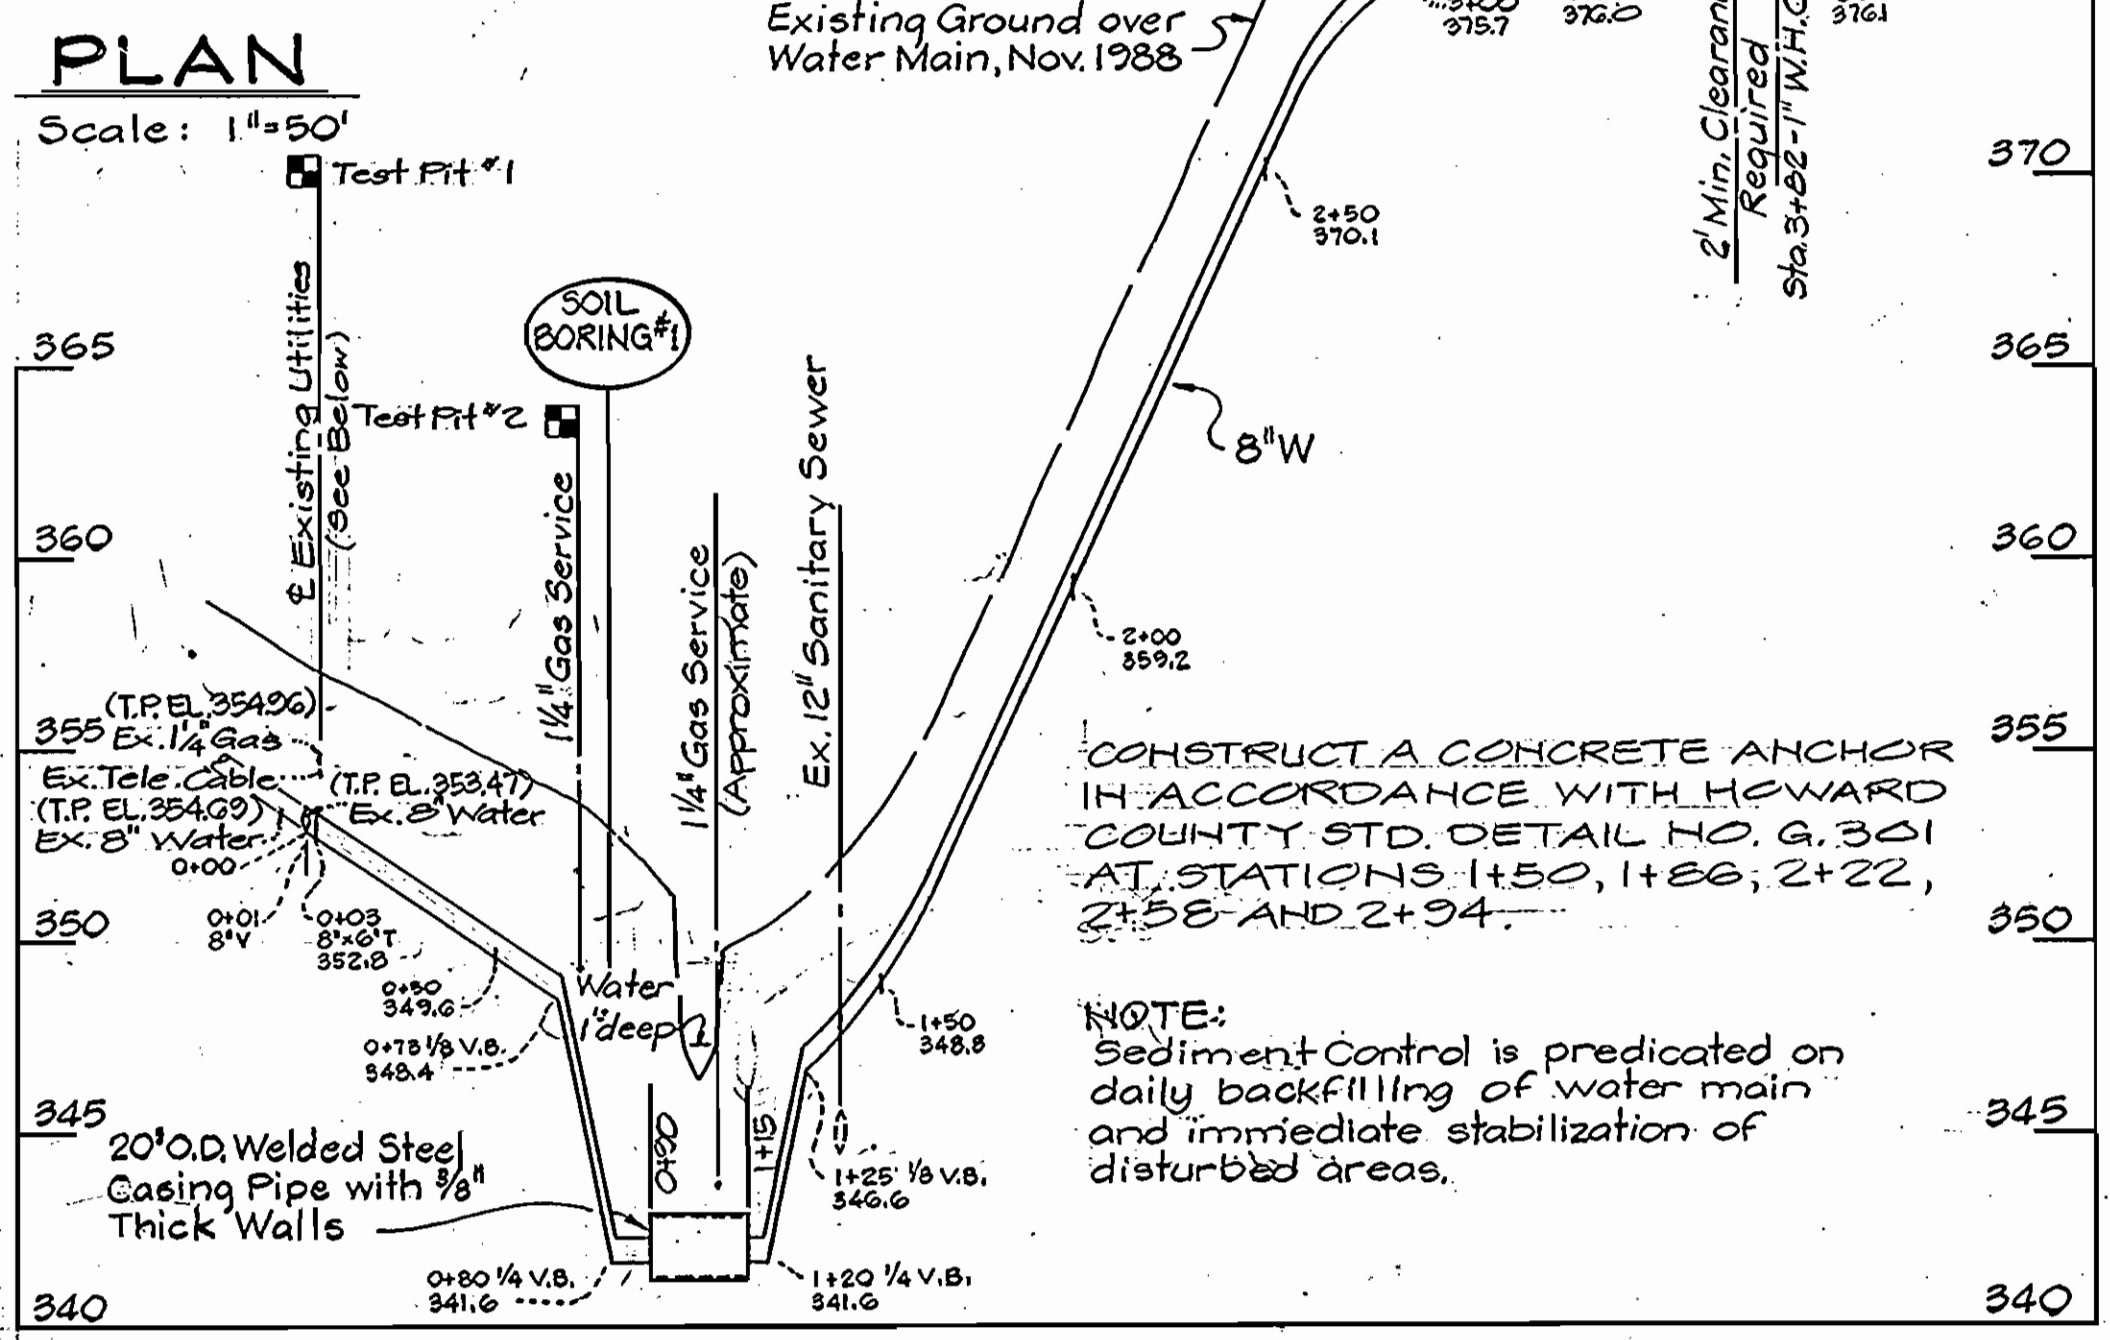 PLAN
Scale: 1"=50'
Existing Ground over
Water Main, Nov. 1988
3+00
375.7
376.0
376.1
2' Min. Clearan
Required
Sta. 3+82-1" W.H.C
Test Pit #1
370
2+50
370.1
℄ Existing Utilities
(See Below)
SOIL
BORING #1
365
365
Test Pit #2
8"W
360
360
1¼" Gas Service
1¼" Gas Service
(Approximate)
Ex. 12" Sanitary Sewer
2+00
359.2
(T.P. EL. 354.96)
355
Ex. 1¼" Gas
Ex. Tele. Cable
(T.P. EL. 353.47)
(T.P. EL. 354.69)
Ex. 8" Water
Ex. 8" Water
0+00
355
CONSTRUCT A CONCRETE ANCHOR
IN ACCORDANCE WITH HOWARD
COUNTY STD. DETAIL NO. G. 301
AT STATIONS 1+50, 1+86, 2+22,
2+58 AND 2+94.
350
0+01
8"V
0+03
8"x6"T
352.8
350
0+50
349.6
Water
1" deep
1+50
348.8
0+73 1/8 V.B.
348.4
NOTE:
Sediment Control is predicated on
daily backfilling of water main
and immediate stabilization of
disturbed areas.
345
345
0+90
1+15
20" O.D. Welded Steel
Casing Pipe with 3/8"
Thick Walls
1+25 1/8 V.B.
346.6
0+80 1/4 V.B.
341.6
1+20 1/4 V.B.
341.6
340
340